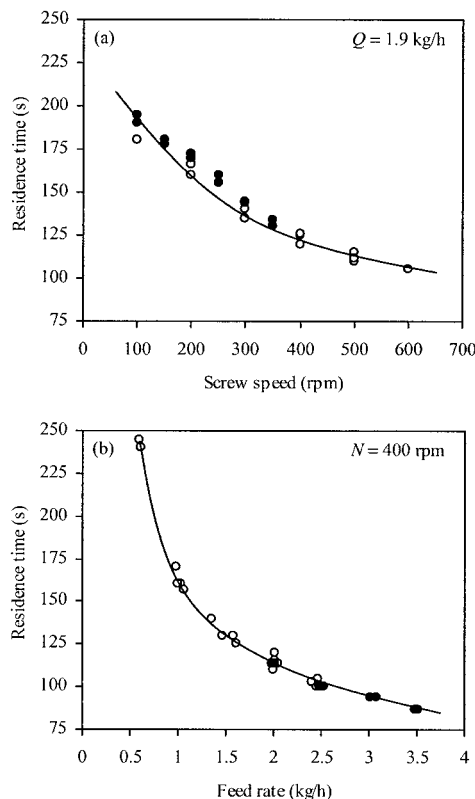 (a)
Q = 1.9 kg/h
250
225
200
175
150
125
100
75
Residence time (s)
0 100 200 300 400 500 600 700
Screw speed (rpm)
(b)
N = 400 rpm
250
225
200
175
150
125
100
75
Residence time (s)
0 0.5 1 1.5 2 2.5 3 3.5 4
Feed rate (kg/h)